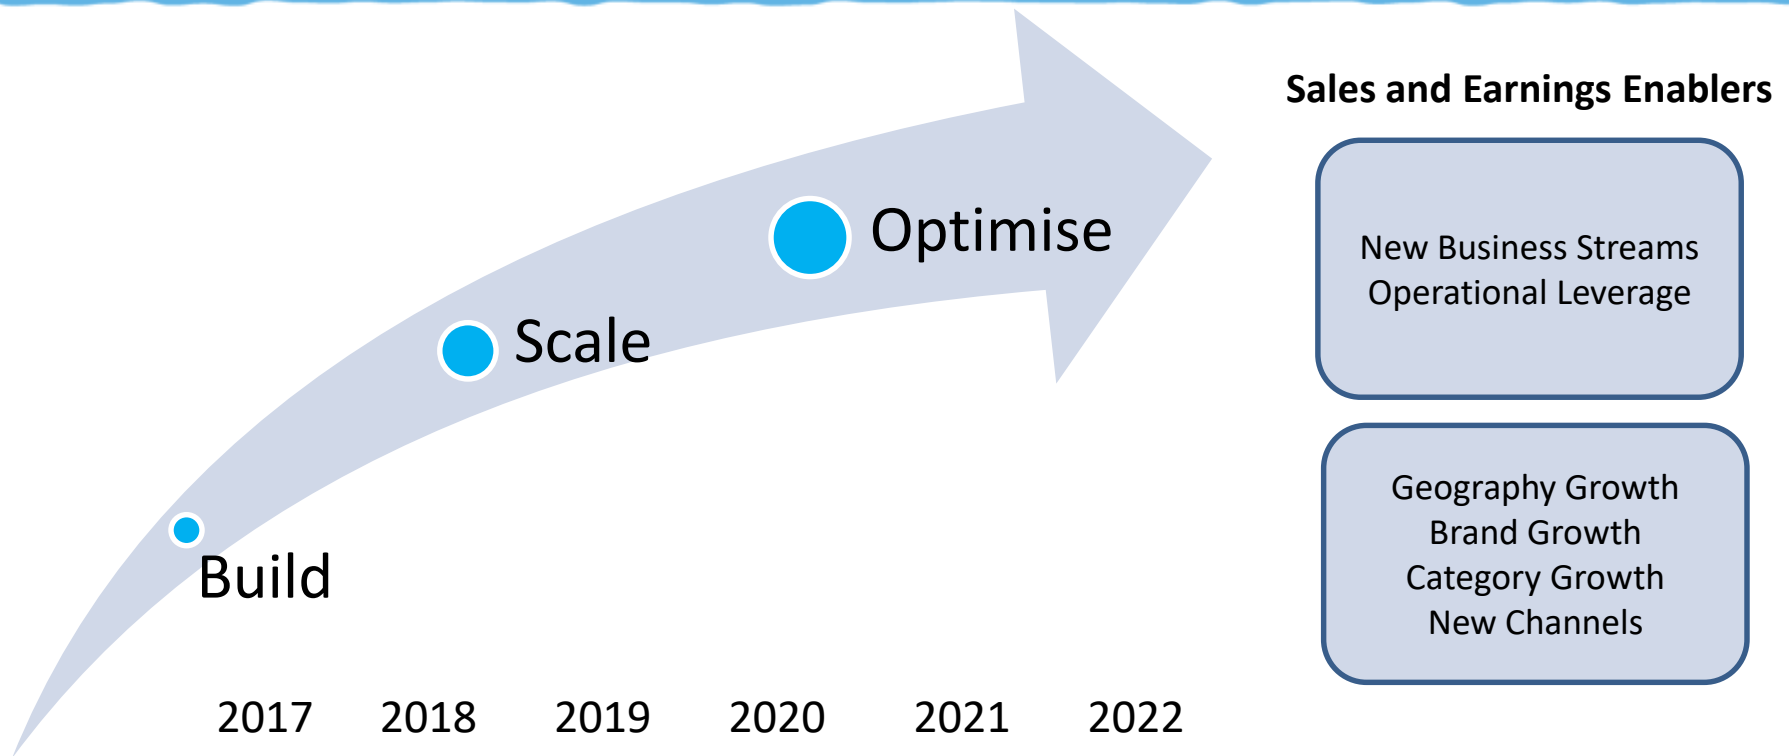 Sales and Earnings Enablers
New Business Streams
Operational Leverage
Optimise
Scale
Build
Geography Growth
Brand Growth
Category Growth
New Channels
2017 2018 2019 2020 2021 2022